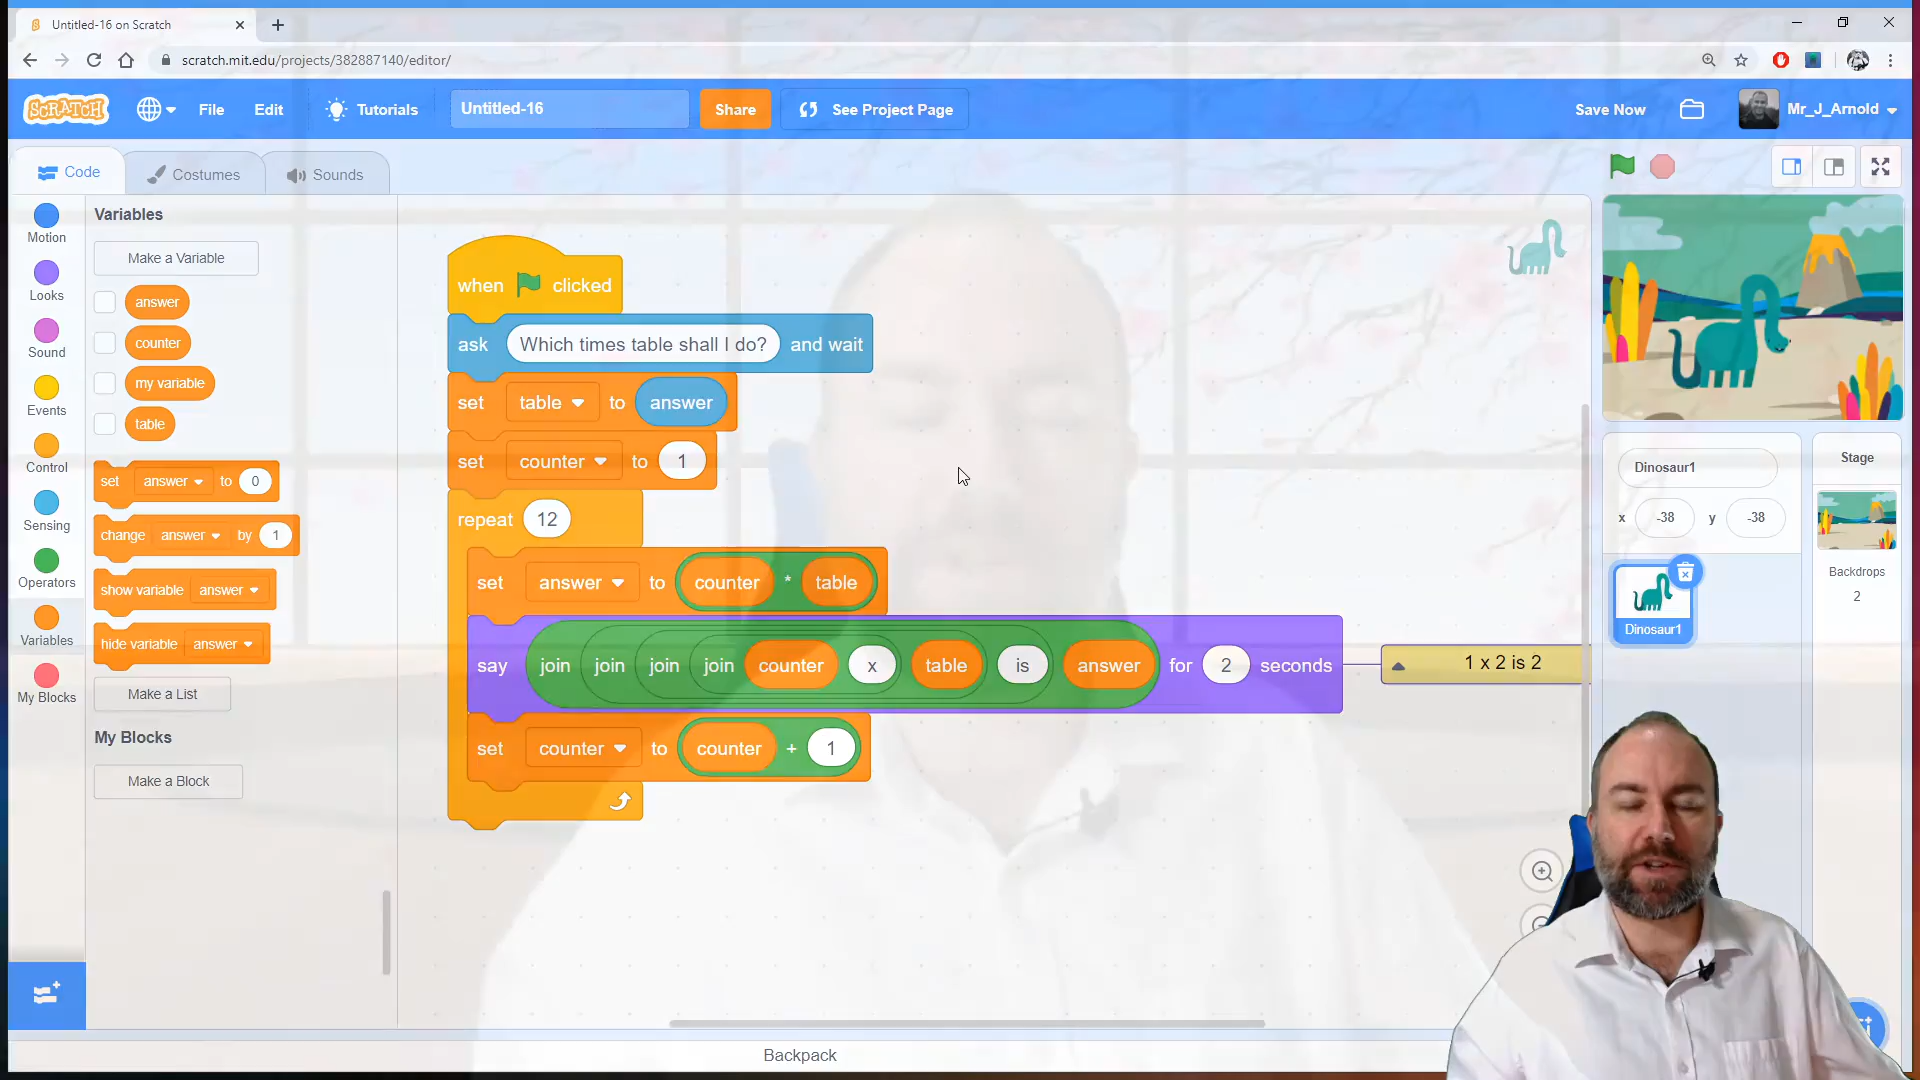 Untitled-16 on Scratch
scratch.mit.edu/projects/382887140/editor/
SCRATCH
File
Edit
Tutorials
Untitled-16
Share
See Project Page
Save Now
Mr_J_Arnold
Code
Costumes
Sounds
Motion
Looks
Sound
Events
Control
Sensing
Operators
Variables
My Blocks
Variables
Make a Variable
answer
counter
my variable
table
set answer to 0
change answer by 1
show variable answer
hide variable answer
Make a List
My Blocks
Make a Block
when clicked
ask Which times table shall I do? and wait
set table to answer
set counter to 1
repeat 12
set answer to counter * table
say join join join join counter x table is answer for 2 seconds
1 x 2 is 2
set counter to counter + 1
Dinosaur1
x -38 y -38
Dinosaur1
Stage
Backdrops
2
Backpack